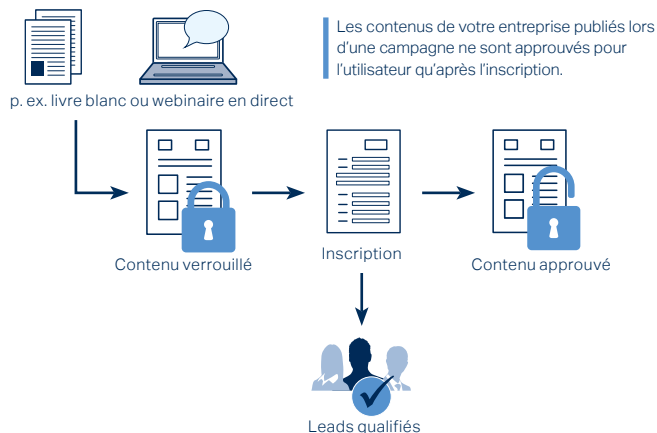 Les contenus de votre entreprise publiés lors
d'une campagne ne sont approuvés pour
l'utilisateur qu'après l'inscription.
p. ex. livre blanc ou webinaire en direct
Contenu verrouillé
Inscription
Contenu approuvé
Leads qualifiés